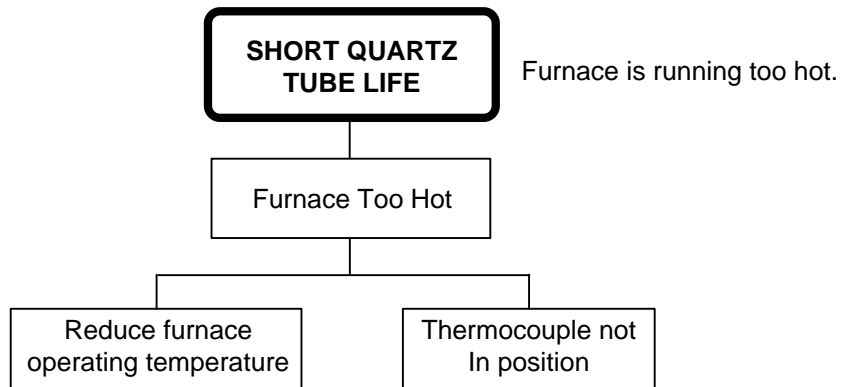 SHORT QUARTZ
TUBE LIFE
Furnace is running too hot.
Furnace Too Hot
Reduce furnace
operating temperature
Thermocouple not
In position